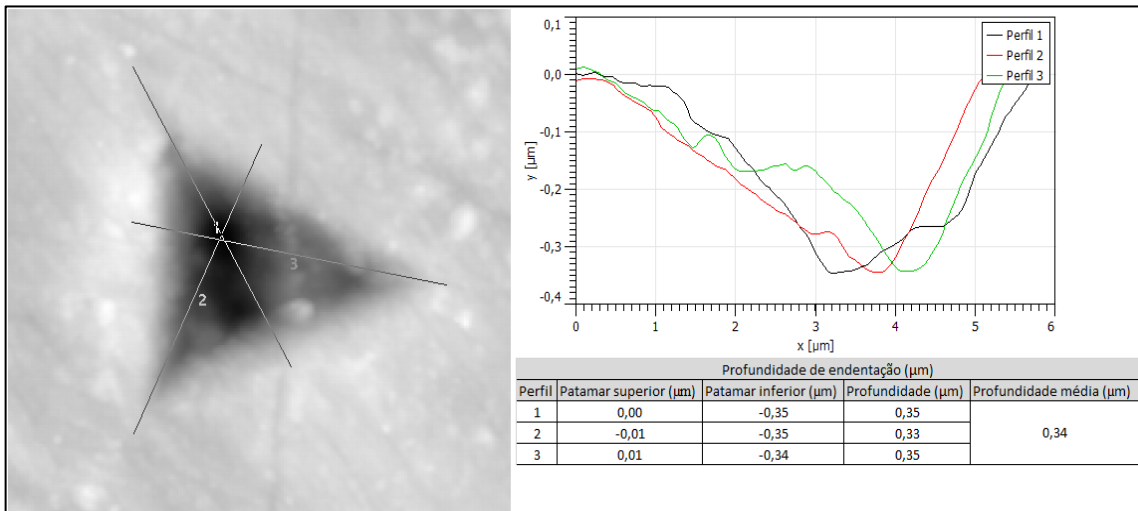 1
2
3
0,1
0,0
-0,1
-0,2
-0,3
-0,4
y [µm]
0
1
2
3
4
5
6
x [µm]
Perfil 1
Perfil 2
Perfil 3
Profundidade de endentação (µm)
Perfil Patamar superior (µm) Patamar inferior (µm) Profundidade (µm) Profundidade média (µm)
1 0,00 -0,35 0,35
2 -0,01 -0,35 0,33 0,34
3 0,01 -0,34 0,35